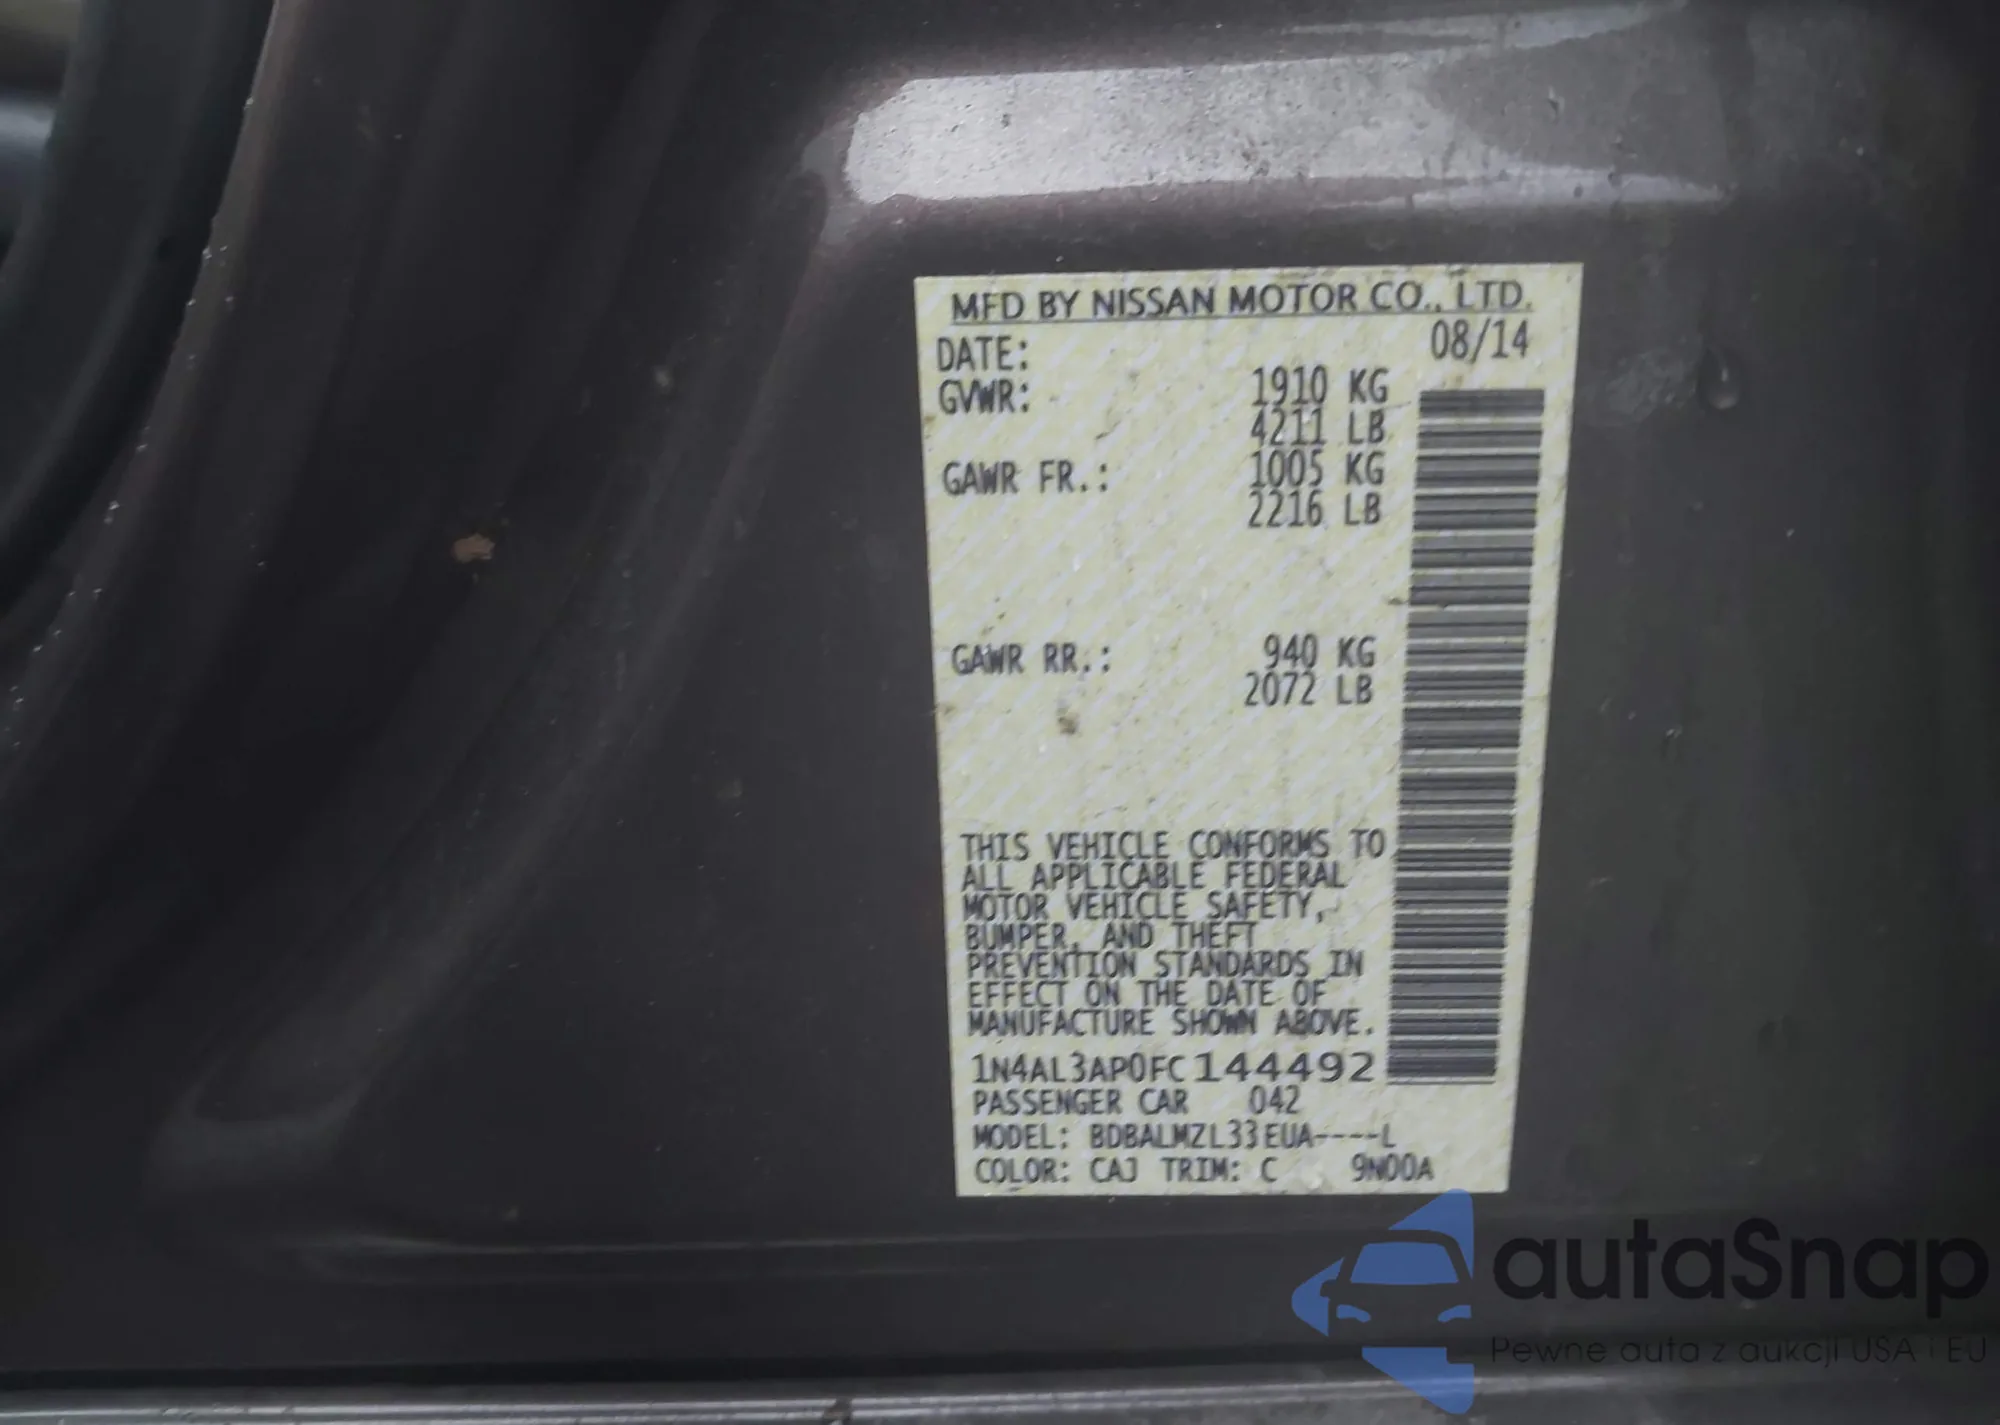 MFD BY NISSAN MOTOR CO., LTD.
DATE: 08/14
GVWR: 1910 KG
4211 LB
GAWR FR.: 1005 KG
2216 LB
GAWR RR.: 940 KG
2072 LB
THIS VEHICLE CONFORMS TO
ALL APPLICABLE FEDERAL
MOTOR VEHICLE SAFETY,
BUMPER, AND THEFT
PREVENTION STANDARDS IN
EFFECT ON THE DATE OF
MANUFACTURE SHOWN ABOVE.
1N4AL3AP0FC144492
PASSENGER CAR 042
MODEL: BDBALMZL33EUA----L
COLOR: CAJ TRIM: C 9N00A
autaSnap
Pewne auta z aukcji USA i EU